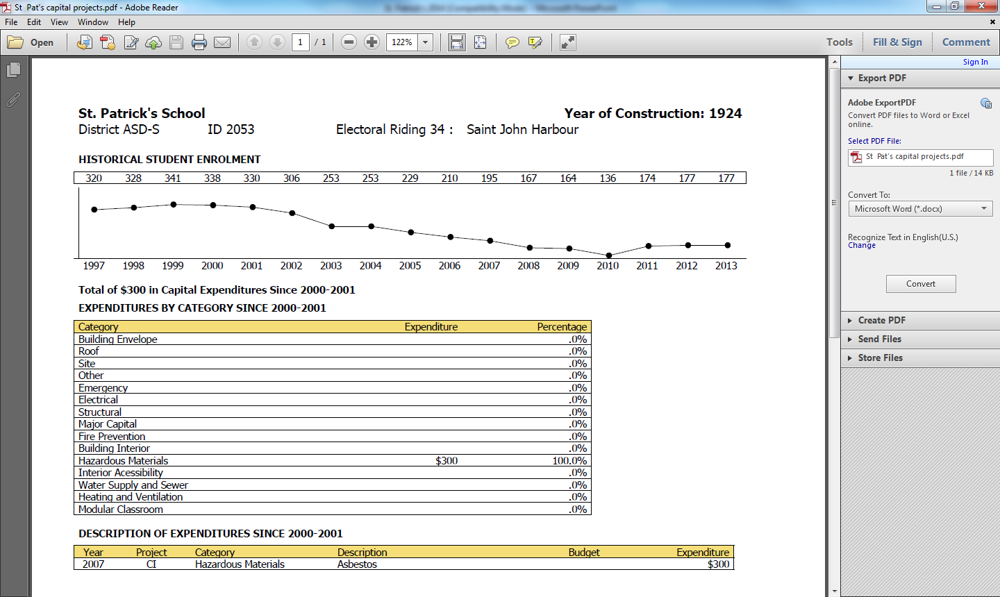 St  Pat's capital projects.pdf - Adobe Reader
File Edit View Window Help
Open 1 / 1 122% Tools Fill & Sign Comment
Sign In
Export PDF
Adobe ExportPDF
Convert PDF files to Word or Excel
online.
Select PDF File:
St  Pat's capital projects.pdf
1 file / 14 KB
Convert To:
Microsoft Word (*.docx)
Recognize Text in English(U.S.)
Change
Convert
Create PDF
Send Files
Store Files
St. Patrick's School Year of Construction: 1924
District ASD-S ID 2053 Electoral Riding 34 : Saint John Harbour
HISTORICAL STUDENT ENROLMENT
320 328 341 338 330 306 253 253 229 210 195 167 164 136 174 177 177
1997 1998 1999 2000 2001 2002 2003 2004 2005 2006 2007 2008 2009 2010 2011 2012 2013
Total of $300 in Capital Expenditures Since 2000-2001
EXPENDITURES BY CATEGORY SINCE 2000-2001
Category Expenditure Percentage
Building Envelope .0%
Roof .0%
Site .0%
Other .0%
Emergency .0%
Electrical .0%
Structural .0%
Major Capital .0%
Fire Prevention .0%
Building Interior .0%
Hazardous Materials $300 100.0%
Interior Acessibility .0%
Water Supply and Sewer .0%
Heating and Ventilation .0%
Modular Classroom .0%
DESCRIPTION OF EXPENDITURES SINCE 2000-2001
Year Project Category Description Budget Expenditure
2007 CI Hazardous Materials Asbestos $300